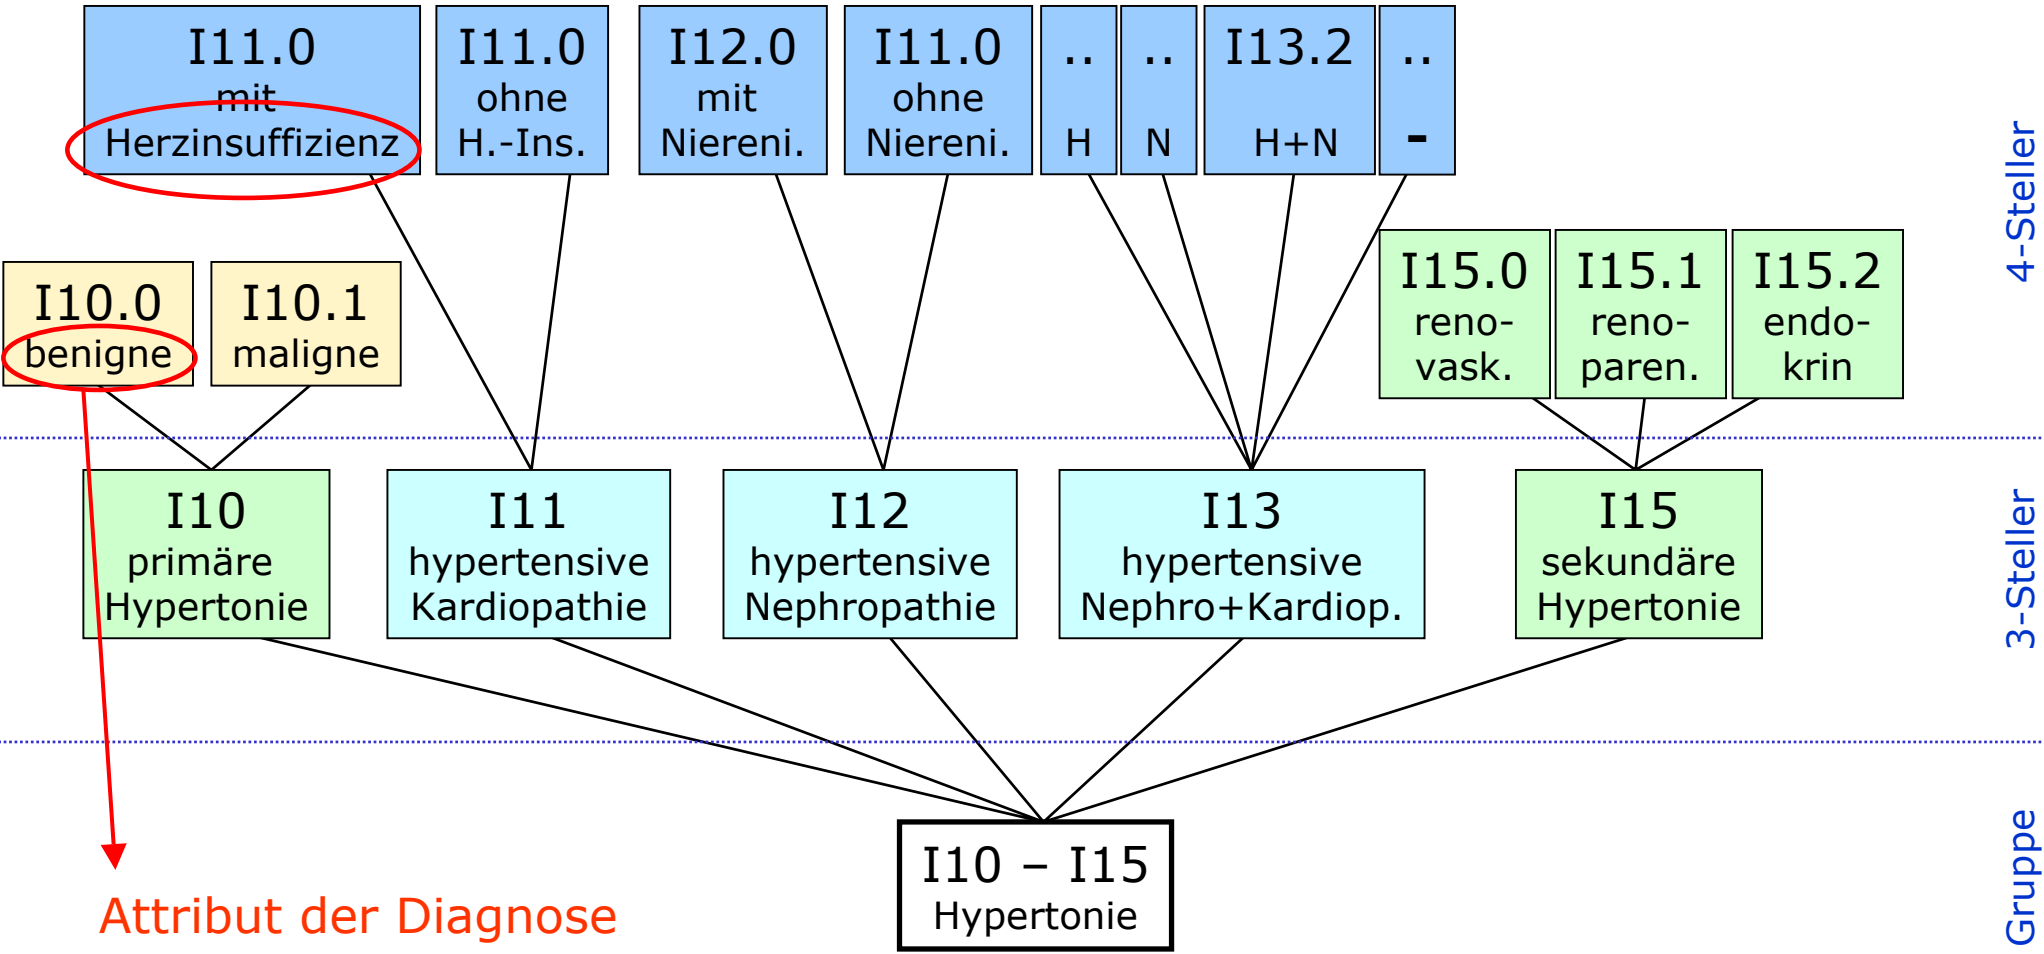 I11.0
mit
Herzinsuffizienz
I11.0
ohne
H.-Ins.
I12.0
mit
Niereni.
I11.0
ohne
Niereni.
..
H
..
N
I13.2
H+N
..
-
4-Steller
I10.0
benigne
I10.1
maligne
I15.0
reno-
vask.
I15.1
reno-
paren.
I15.2
endo-
krin
I10
primäre
Hypertonie
I11
hypertensive
Kardiopathie
I12
hypertensive
Nephropathie
I13
hypertensive
Nephro+Kardiop.
I15
sekundäre
Hypertonie
3-Steller
I10 – I15
Hypertonie
Gruppe
Attribut der Diagnose